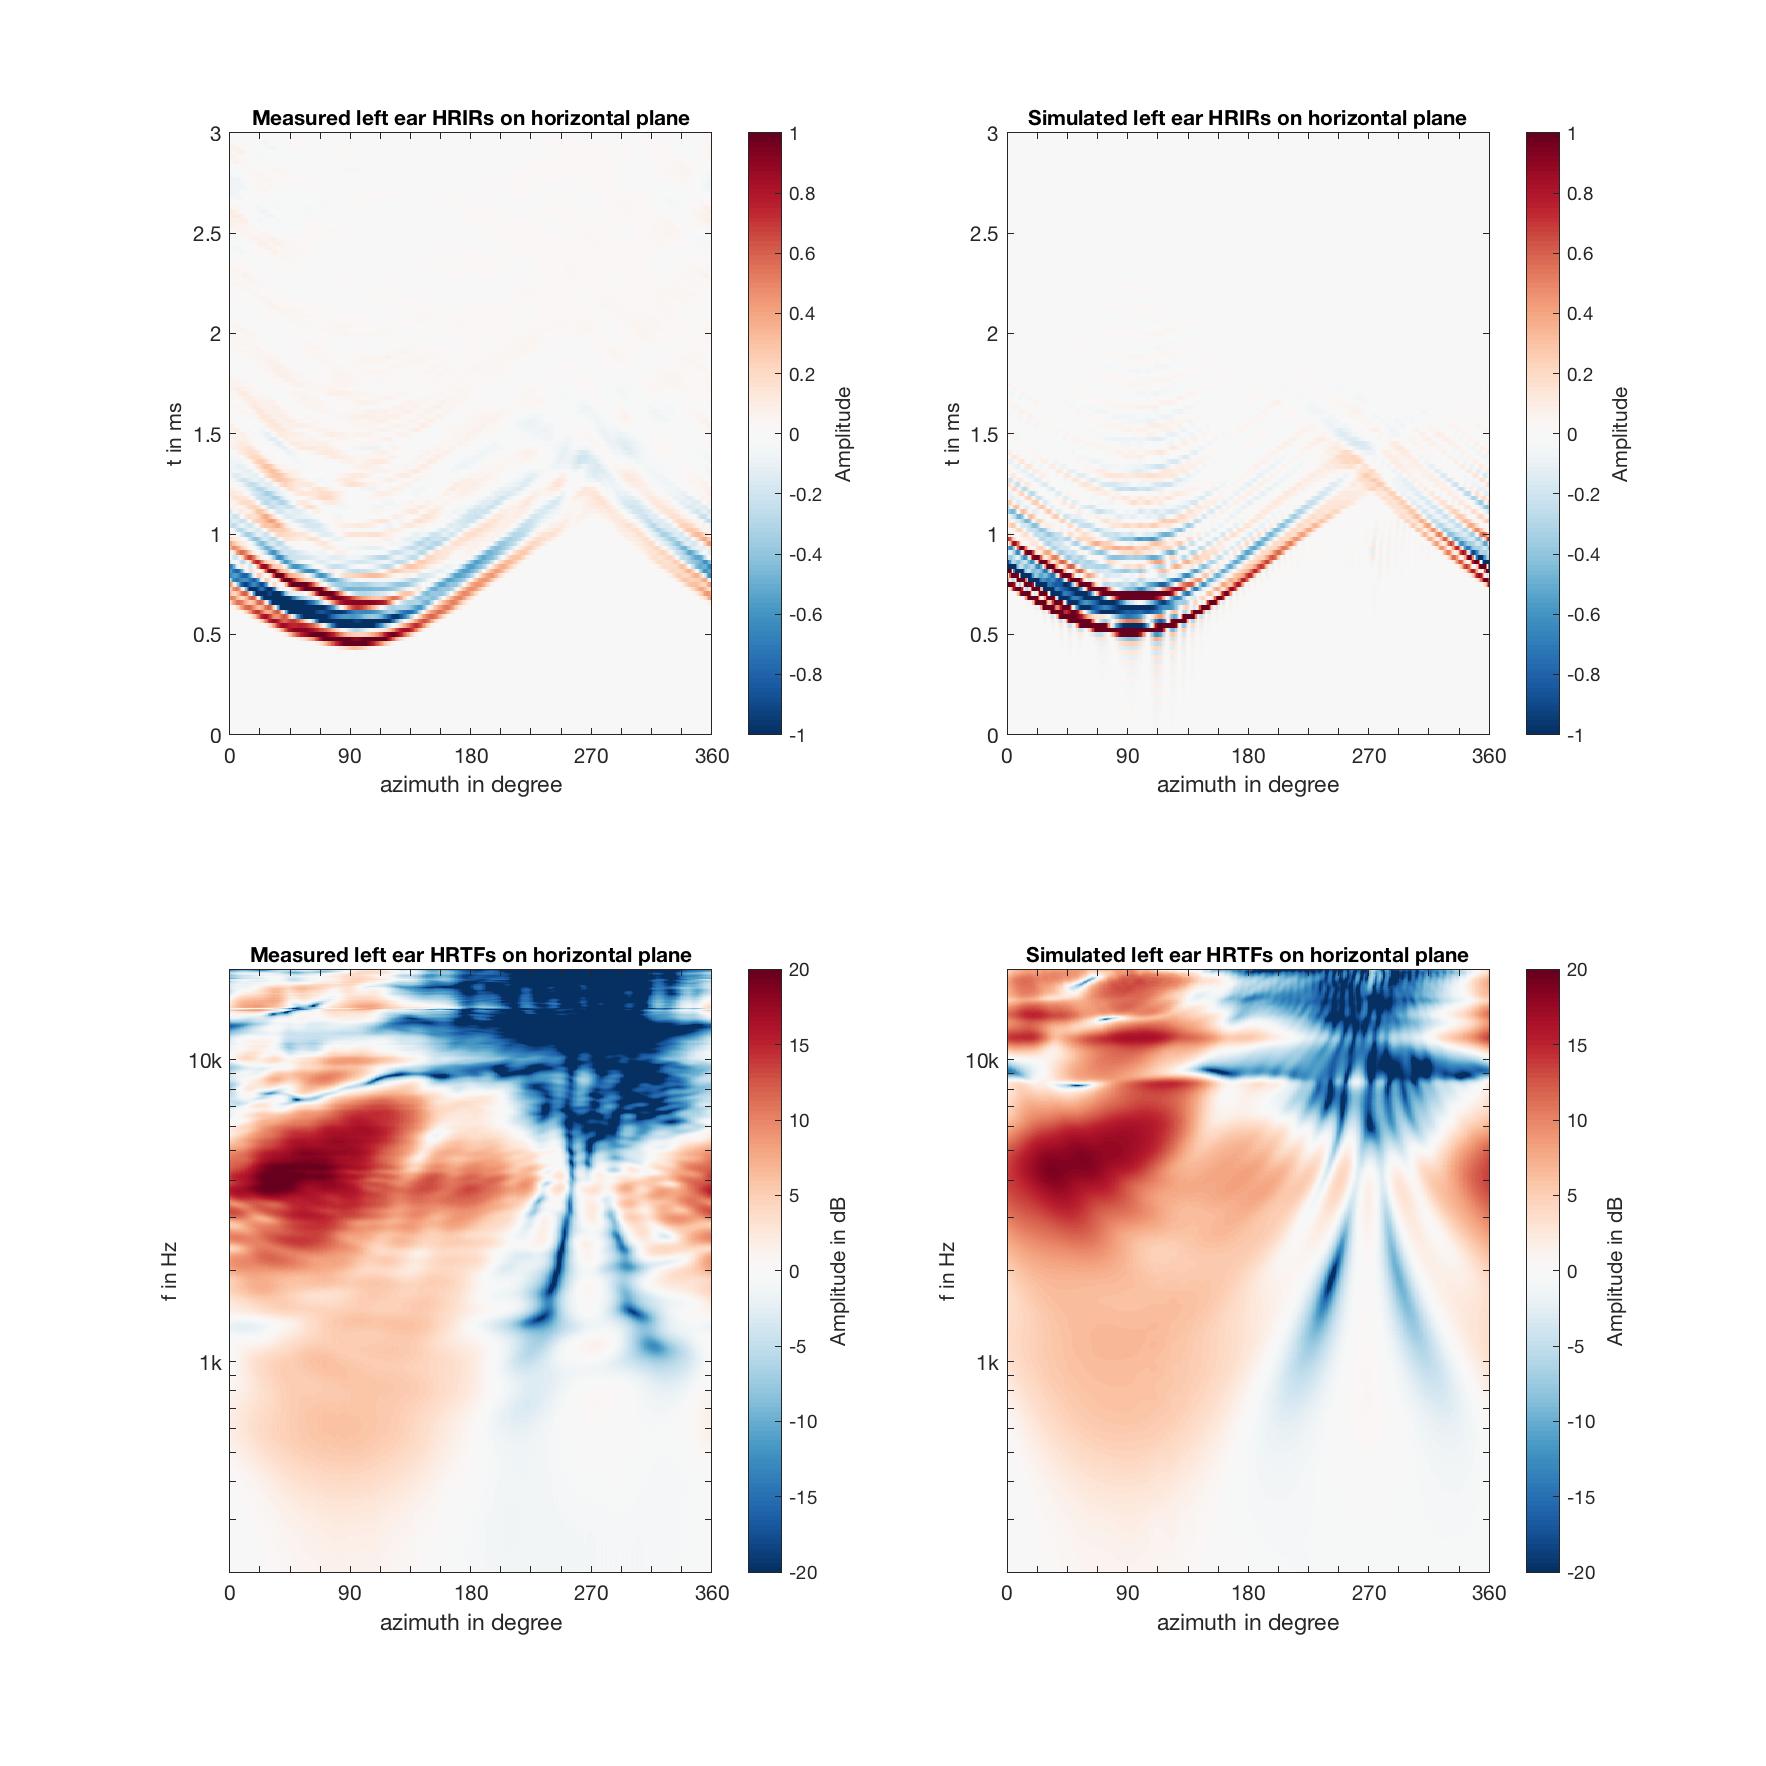 Measured left ear HRIRs on horizontal plane
3
2.5
2
1.5
1
0.5
0
t in ms
0 90 180 270 360
azimuth in degree
1
0.8
0.6
0.4
0.2
0
-0.2
-0.4
-0.6
-0.8
-1
Amplitude
Simulated left ear HRIRs on horizontal plane
3
2.5
2
1.5
1
0.5
0
t in ms
0 90 180 270 360
azimuth in degree
1
0.8
0.6
0.4
0.2
0
-0.2
-0.4
-0.6
-0.8
-1
Amplitude
Measured left ear HRTFs on horizontal plane
10k
1k
f in Hz
0 90 180 270 360
azimuth in degree
20
15
10
5
0
-5
-10
-15
-20
Amplitude in dB
Simulated left ear HRTFs on horizontal plane
10k
1k
f in Hz
0 90 180 270 360
azimuth in degree
20
15
10
5
0
-5
-10
-15
-20
Amplitude in dB